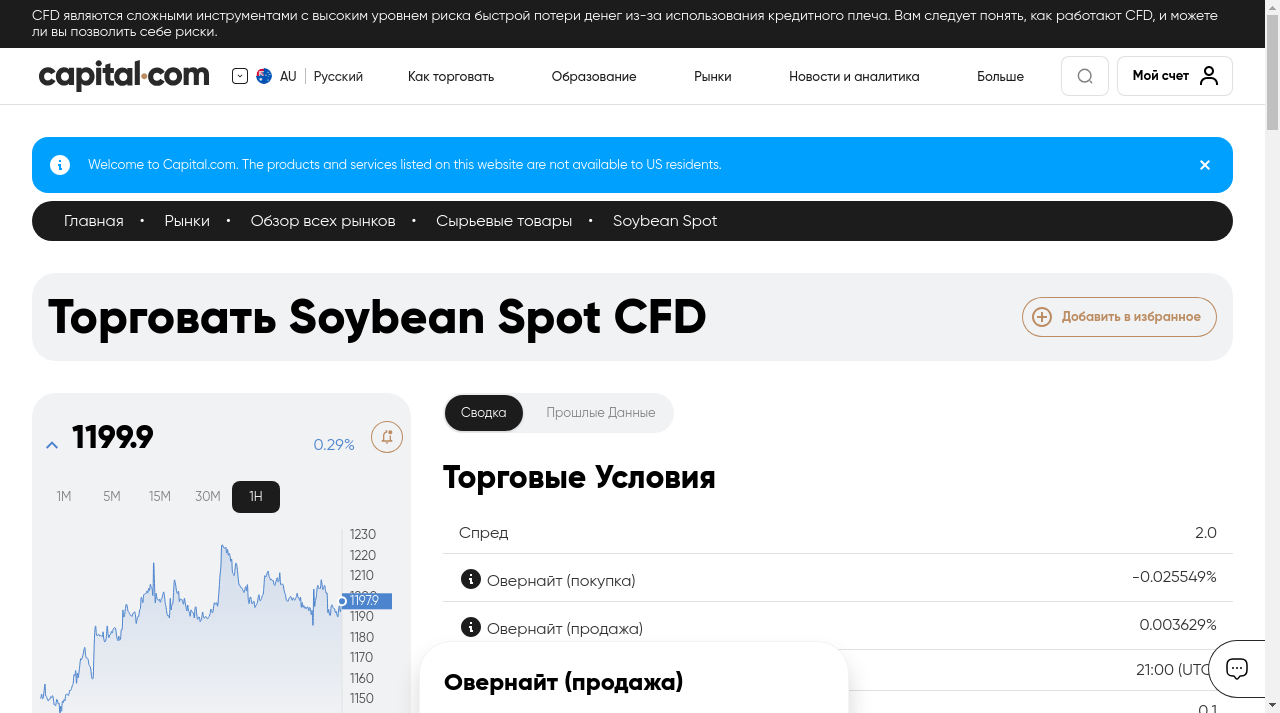 CFD являются сложными инструментами с высоким уровнем риска быстрой потери денег из-за использования кредитного плеча. Вам следует понять, как работают CFD, и можете
ли вы позволить себе риски.
capital.com
AU
Русский
Как торговать
Образование
Рынки
Новости и аналитика
Больше
Мой счет
Welcome to Capital.com. The products and services listed on this website are not available to US residents.
Главная • Рынки • Обзор всех рынков • Сырьевые товары • Soybean Spot
Торговать Soybean Spot CFD
Добавить в избранное
1199.9
0.29%
1M 5M 15M 30M 1H
1230
1220
1210
1197.9
1190
1180
1170
1160
1150
Сводка
Прошлые Данные
Торговые Условия
Спред 2.0
Овернайт (покупка) -0.025549%
Овернайт (продажа) 0.003629%
21:00 (UTC
0.1
Овернайт (продажа)